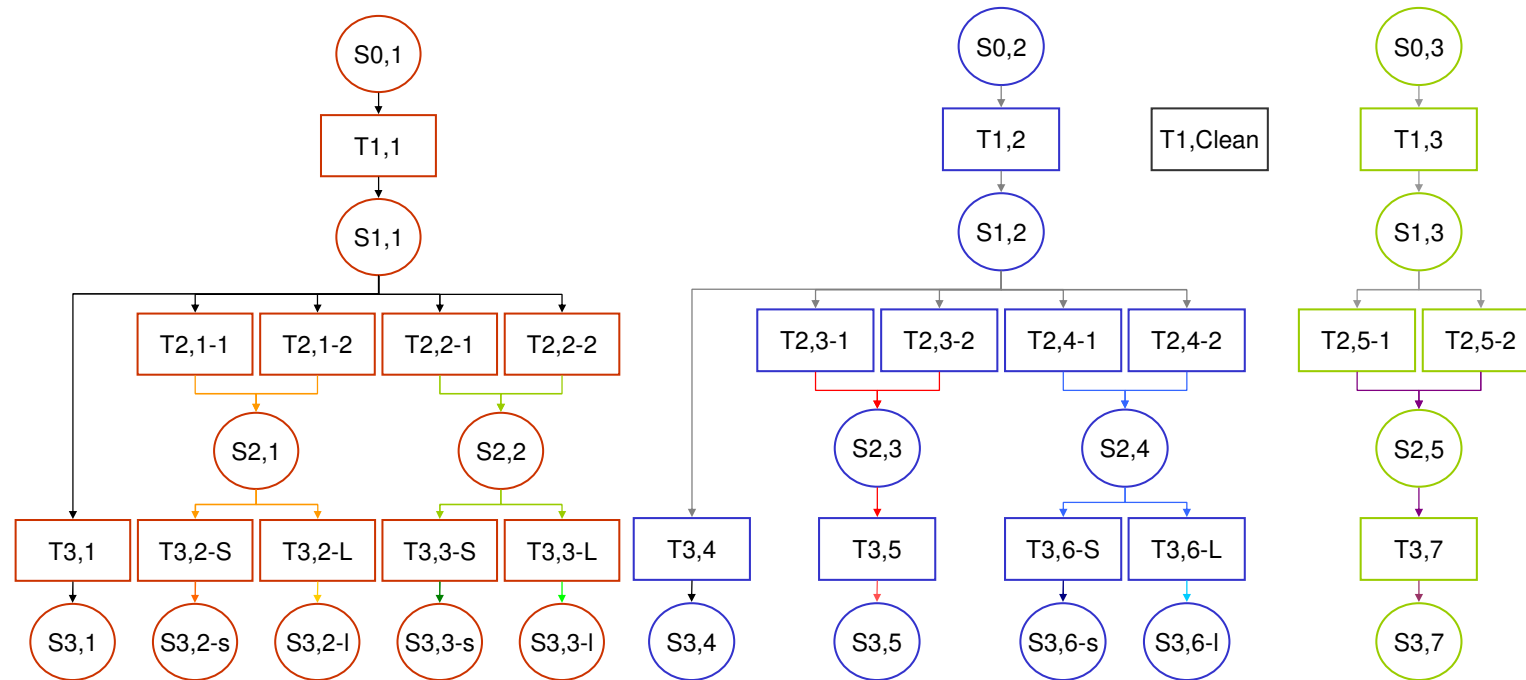 S0,1
S0,2
S0,3
T1,1
T1,2
T1,Clean
T1,3
S1,1
S1,2
S1,3
T2,1-1
T2,1-2
T2,2-1
T2,2-2
T2,3-1
T2,3-2
T2,4-1
T2,4-2
T2,5-1
T2,5-2
S2,1
S2,2
S2,3
S2,4
S2,5
T3,1
T3,2-S
T3,2-L
T3,3-S
T3,3-L
T3,4
T3,5
T3,6-S
T3,6-L
T3,7
S3,1
S3,2-s
S3,2-l
S3,3-s
S3,3-l
S3,4
S3,5
S3,6-s
S3,6-l
S3,7